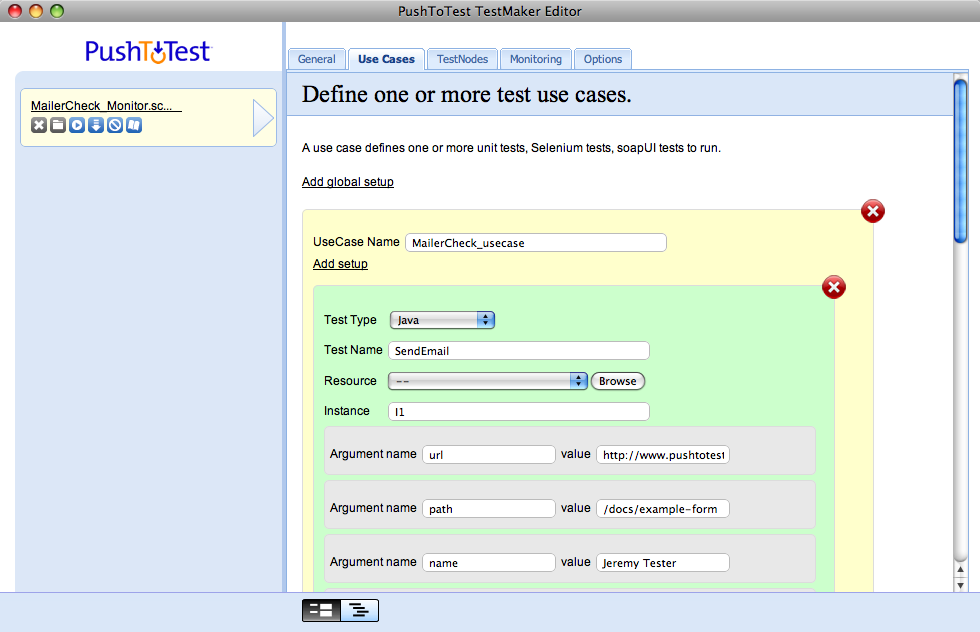 PushToTest TestMaker Editor
PushToTest
MailerCheck_Monitor.sc...
General
Use Cases
TestNodes
Monitoring
Options
Define one or more test use cases.
A use case defines one or more unit tests, Selenium tests, soapUI tests to run.
Add global setup
UseCase Name MailerCheck_usecase
Add setup
Test Type Java
Test Name SendEmail
Resource -- Browse
Instance I1
Argument name url value http://www.pushtotest
Argument name path value /docs/example-form
Argument name name value Jeremy Tester